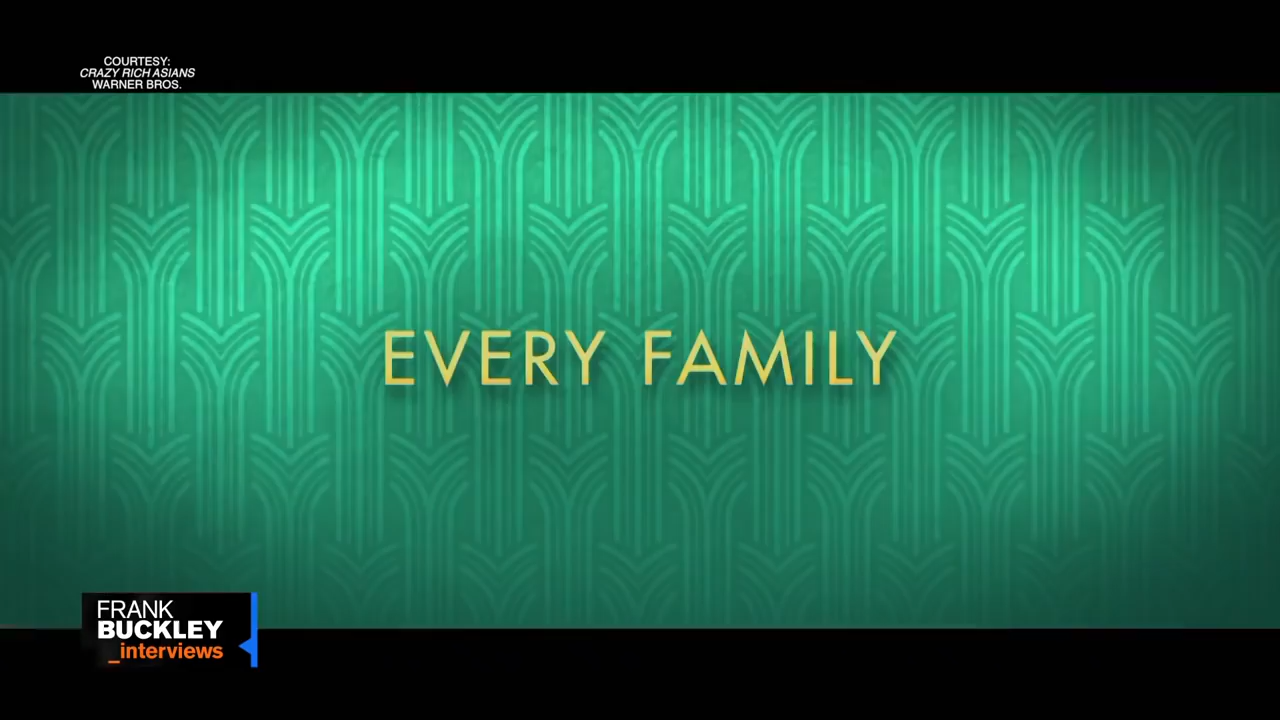 COURTESY:
CRAZY RICH ASIANS
WARNER BROS.
EVERY FAMILY
FRANK
BUCKLEY
_interviews